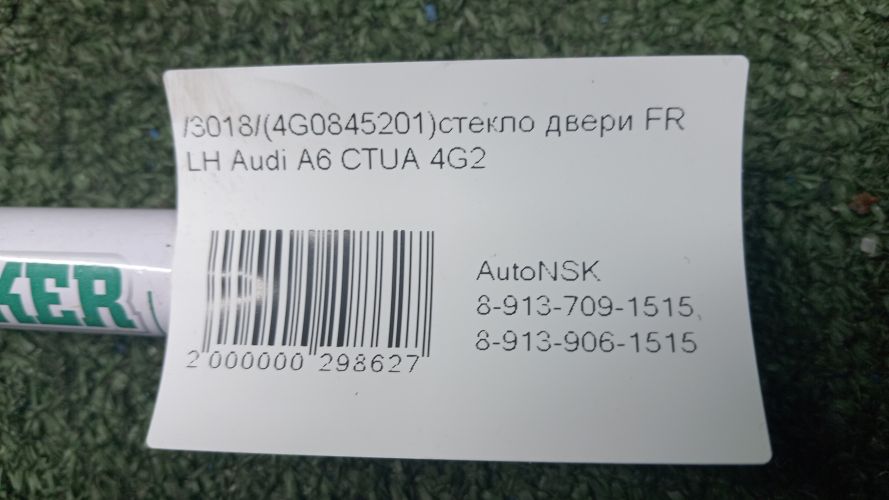 /3018/(4G0845201)стекло двери FR
LH Audi A6 CTUA 4G2
AutoNSK
8-913-709-1515,
8-913-906-1515
2 000000 298627
KER